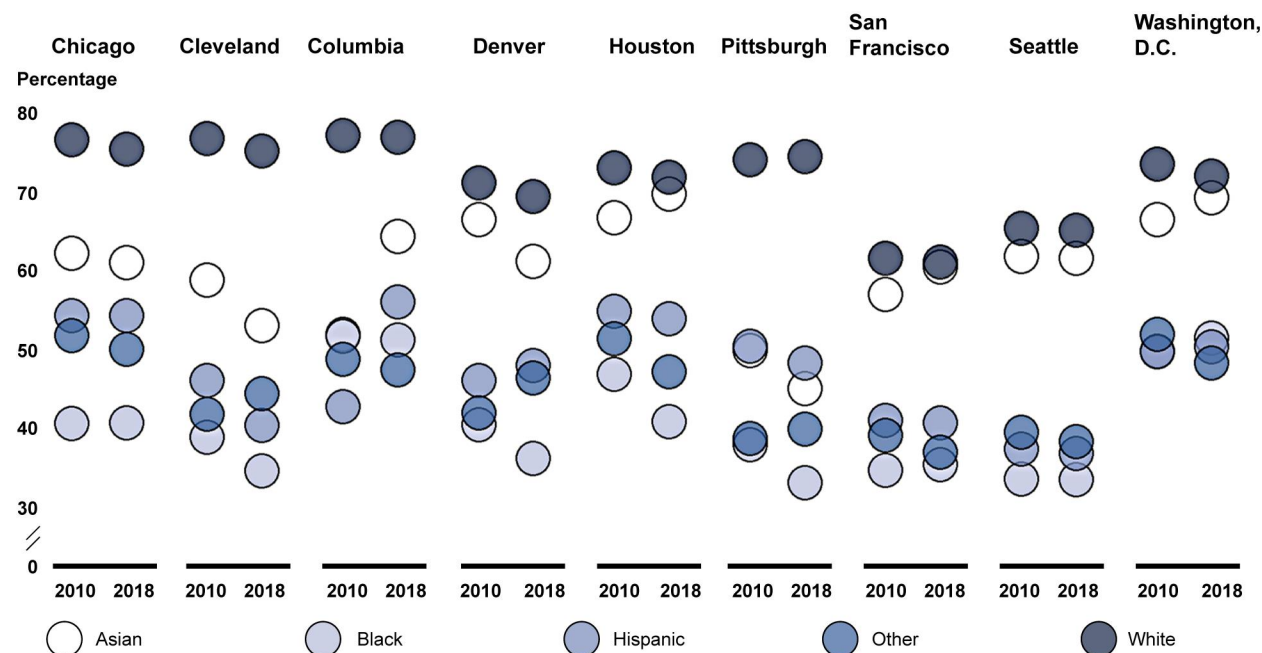 Chicago
Cleveland
Columbia
Denver
Houston
Pittsburgh
San
Francisco
Seattle
Washington,
D.C.
Percentage
80
70
60
50
40
30
0
2010 2018
2010 2018
2010 2018
2010 2018
2010 2018
2010 2018
2010 2018
2010 2018
2010 2018
Asian
Black
Hispanic
Other
White